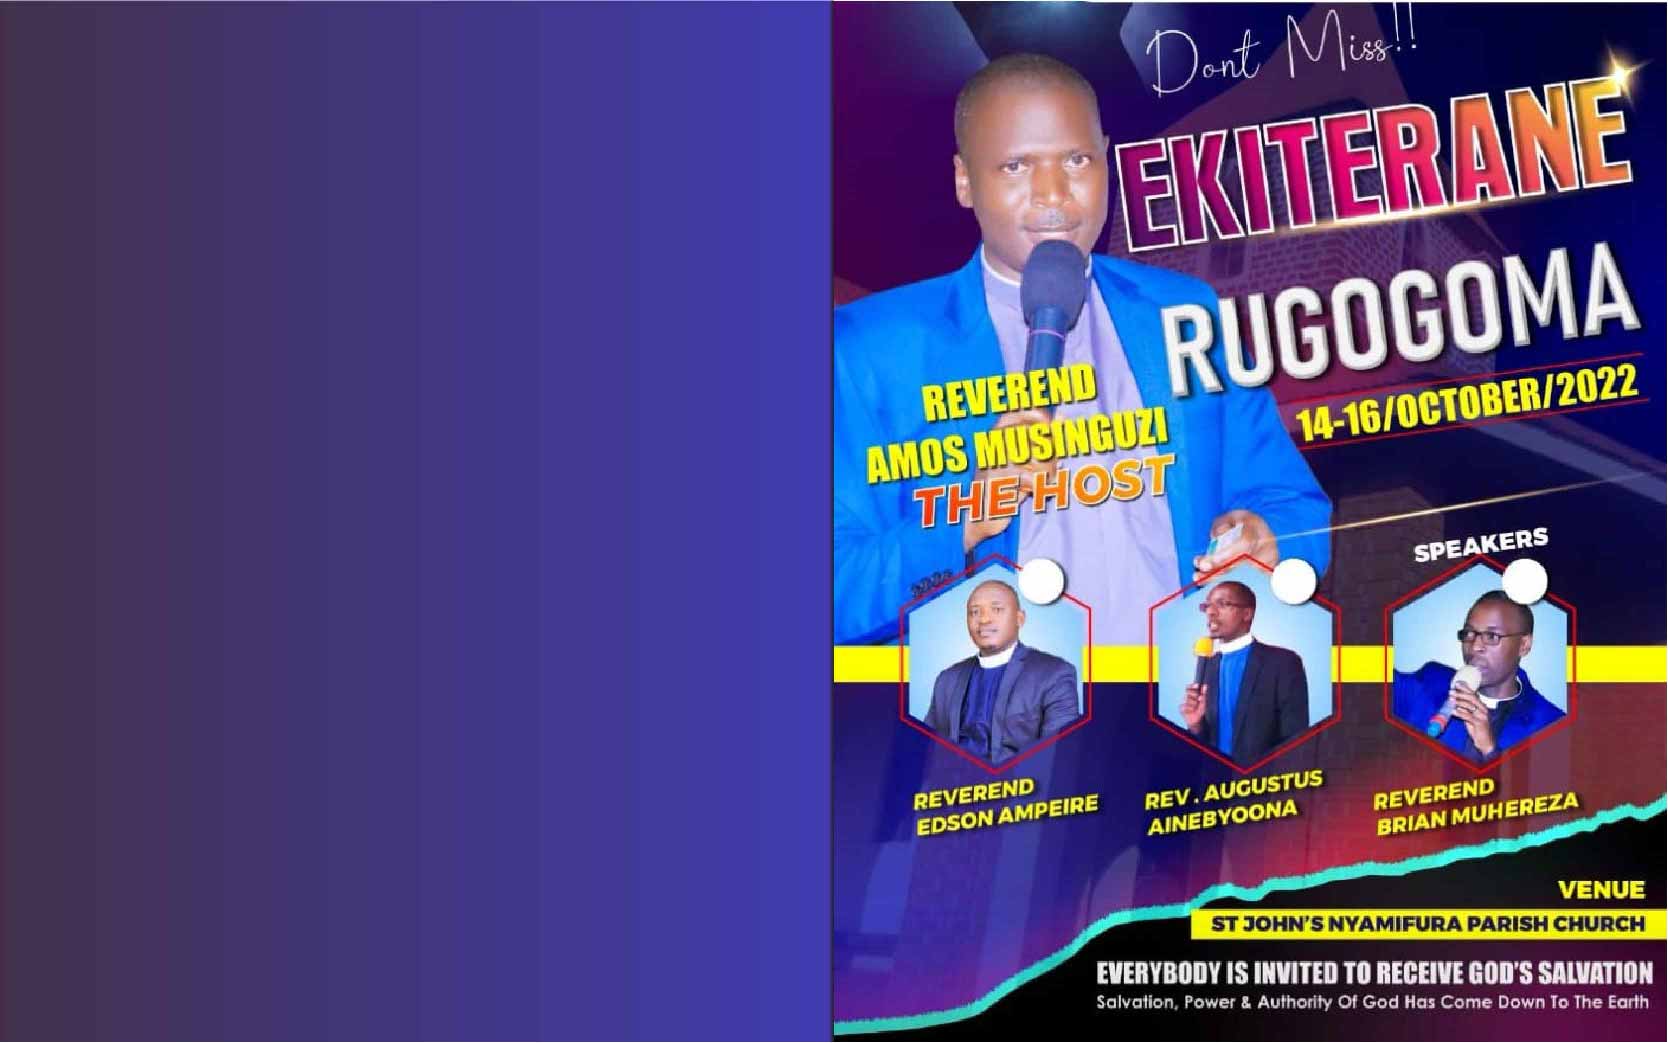 Dont Miss!!
EKITERANE
RUGOGOMA
14-16/OCTOBER/2022
REVEREND
AMOS MUSINGUZI
THE HOST
SPEAKERS
REVEREND
EDSON AMPEIRE
REV . AUGUSTUS
AINEBYOONA
REVEREND
BRIAN MUHEREZA
VENUE
ST JOHN'S NYAMIFURA PARISH CHURCH
EVERYBODY IS INVITED TO RECEIVE GOD'S SALVATION
Salvation, Power & Authority Of God Has Come Down To The Earth